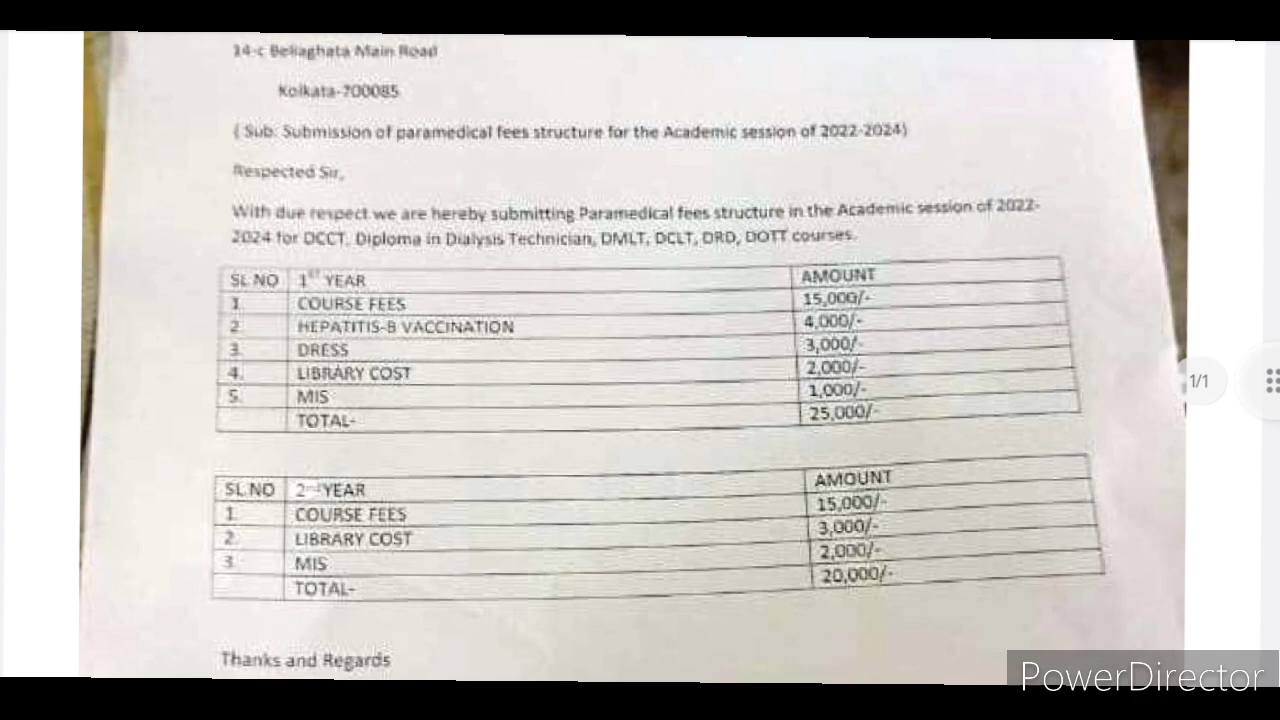 14-c Beliaghata Main Road
Kolkata-700085
( Sub: Submission of paramedical fees structure for the Academic session of 2022-2024)
Respected Sir,
With due respect we are hereby submitting Paramedical fees structure in the Academic session of 2022-
2024 for DCCT, Diploma in Dialysis Technician, DMLT, DCLT, DRD, DOTT courses.
SL NO 1ST YEAR AMOUNT
1. COURSE FEES 15,000/-
2. HEPATITIS-B VACCINATION 4,000/-
3. DRESS 3,000/-
4. LIBRARY COST 2,000/-
5. MIS 1,000/-
TOTAL- 25,000/-
SL NO 2nd YEAR AMOUNT
1. COURSE FEES 15,000/-
2. LIBRARY COST 3,000/-
3. MIS 2,000/-
TOTAL- 20,000/-
Thanks and Regards
1/1
PowerDirector